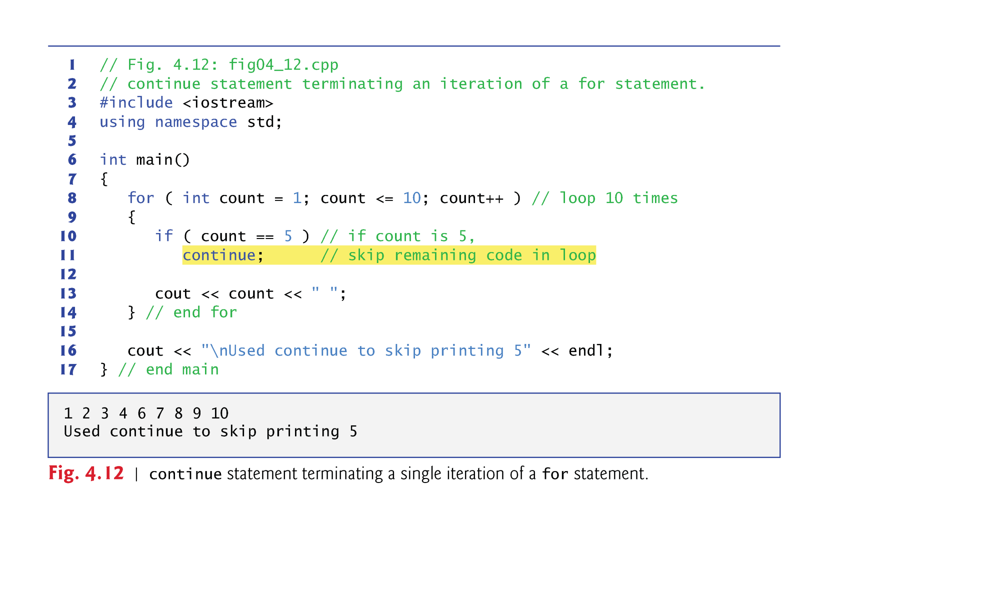 1 // Fig. 4.12: fig04_12.cpp
2 // continue statement terminating an iteration of a for statement.
3 #include <iostream>
4 using namespace std;
5
6 int main()
7 {
8    for ( int count = 1; count <= 10; count++ ) // loop 10 times
9    {
10       if ( count == 5 ) // if count is 5,
11          continue;      // skip remaining code in loop
12
13       cout << count << " ";
14    } // end for
15
16    cout << "\nUsed continue to skip printing 5" << endl;
17 } // end main
1 2 3 4 6 7 8 9 10
Used continue to skip printing 5
Fig. 4.12 | continue statement terminating a single iteration of a for statement.